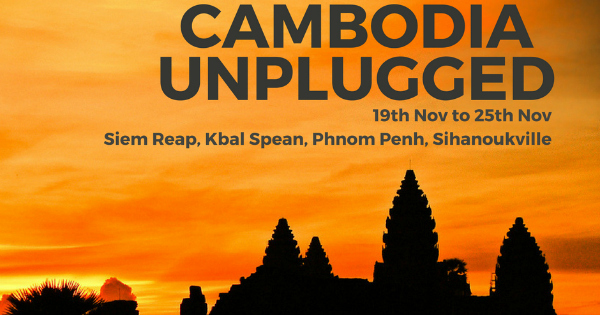 CAMBODIA
UNPLUGGED
19th Nov to 25th Nov
Siem Reap, Kbal Spean, Phnom Penh, Sihanoukville